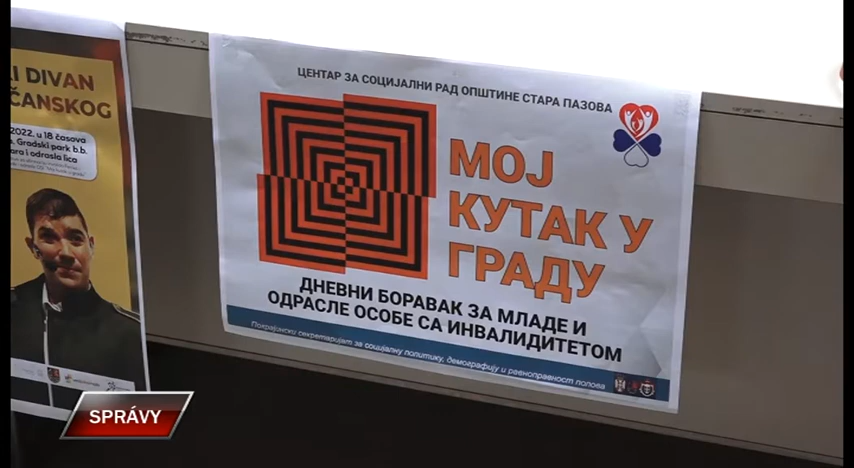 I DIVAN
ČANSKOG
.2022. u 18 časova
Gradski park b.b.
ara i odrasla lica
ЦЕНТАР ЗА СОЦИЈАЛНИ РАД ОПШТИНЕ СТАРА ПАЗОВА
МОЈ
КУТАК У
ГРАДУ
ДНЕВНИ БОРАВАК ЗА МЛАДЕ И
ОДРАСЛЕ ОСОБЕ СА ИНВАЛИДИТЕТОМ
Покрајински секретаријат за социјалну политику, демографију и равноправност полова
SPRÁVY